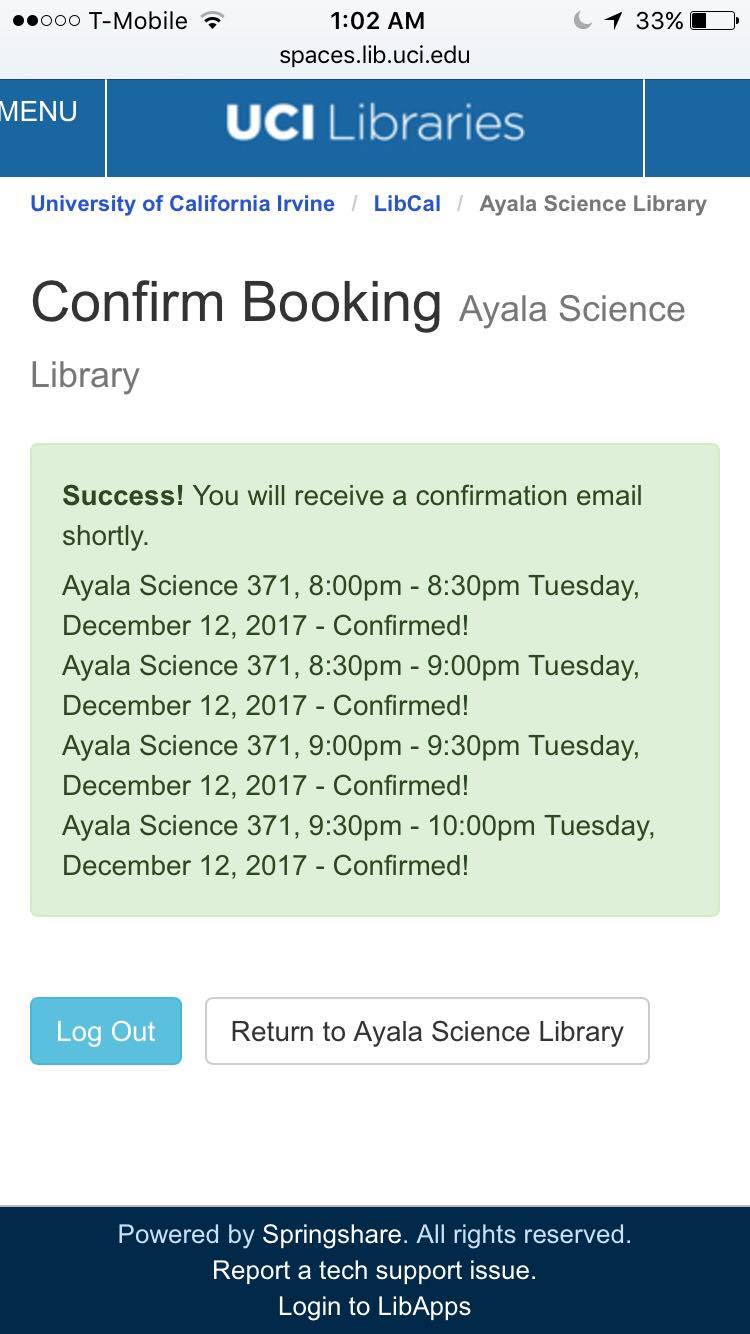 T-Mobile 1:02 AM 33%
spaces.lib.uci.edu
MENU UCI Libraries
University of California Irvine / LibCal / Ayala Science Library
Confirm Booking Ayala Science
Library
Success! You will receive a confirmation email
shortly.
Ayala Science 371, 8:00pm - 8:30pm Tuesday,
December 12, 2017 - Confirmed!
Ayala Science 371, 8:30pm - 9:00pm Tuesday,
December 12, 2017 - Confirmed!
Ayala Science 371, 9:00pm - 9:30pm Tuesday,
December 12, 2017 - Confirmed!
Ayala Science 371, 9:30pm - 10:00pm Tuesday,
December 12, 2017 - Confirmed!
Log Out Return to Ayala Science Library
Powered by Springshare. All rights reserved.
Report a tech support issue.
Login to LibApps